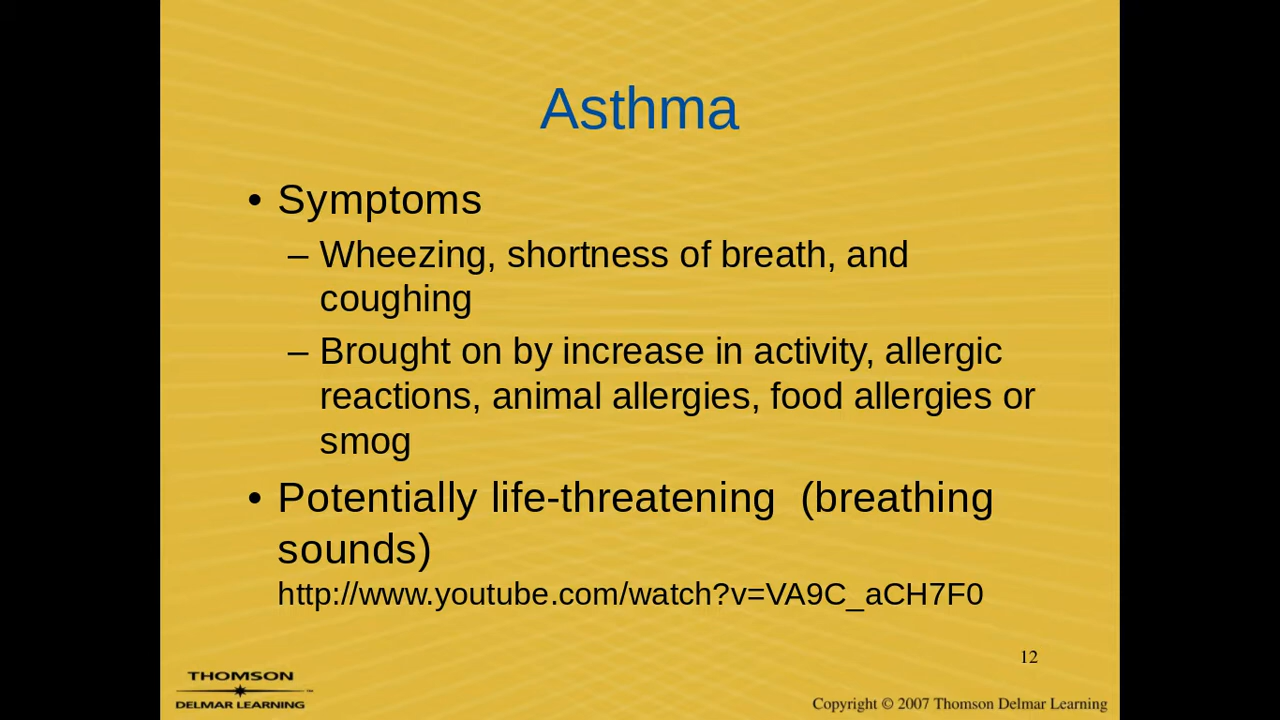 Asthma
• Symptoms
– Wheezing, shortness of breath, and
coughing
– Brought on by increase in activity, allergic
reactions, animal allergies, food allergies or
smog
• Potentially life-threatening  (breathing
sounds)
http://www.youtube.com/watch?v=VA9C_aCH7F0
12
THOMSON
™
DELMAR LEARNING
Copyright © 2007 Thomson Delmar Learning